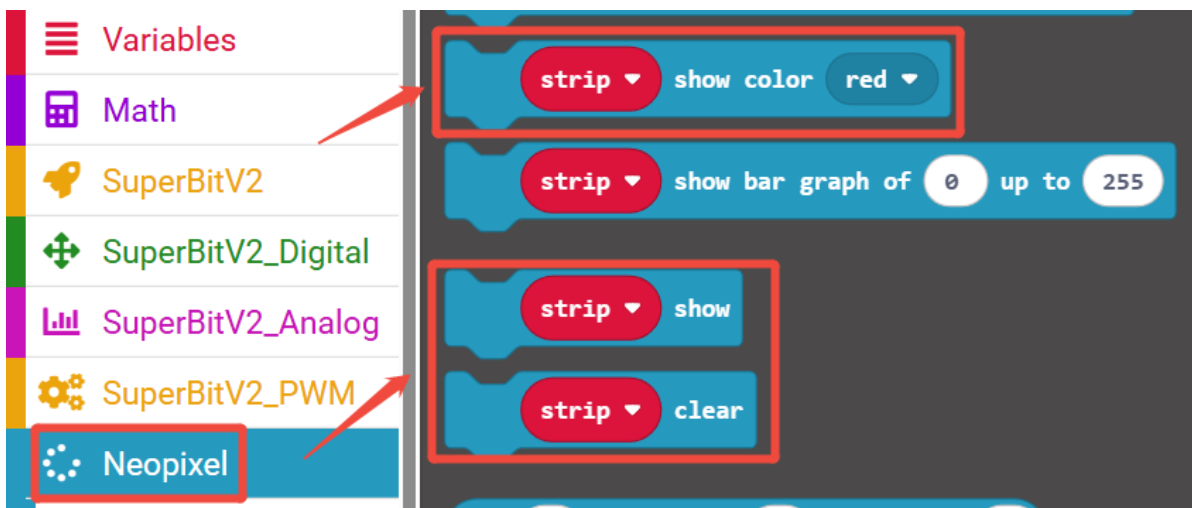 Variables
Math
SuperBitV2
SuperBitV2_Digital
SuperBitV2_Analog
SuperBitV2_PWM
Neopixel
strip show color red
strip show bar graph of 0 up to 255
strip show
strip clear